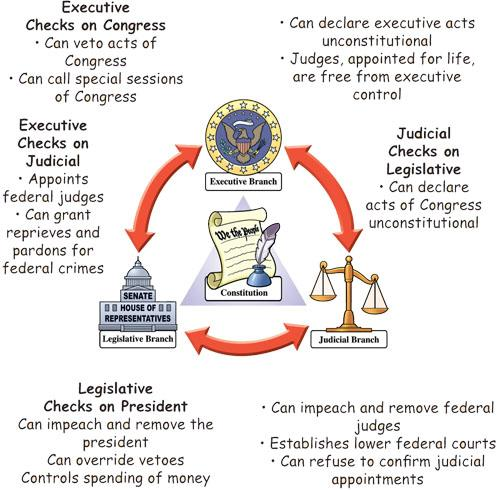 Executive
Checks on Congress
• Can veto acts of
Congress
• Can call special sessions
of Congress
• Can declare executive acts
unconstitutional
• Judges, appointed for life,
are free from executive
control
Executive
Checks on
Judicial
• Appoints
federal judges
• Can grant
reprieves and
pardons for
federal crimes
Judicial
Checks on
Legislative
• Can declare
acts of Congress
unconstitutional
Executive Branch
We the People
Constitution
SENATE
HOUSE OF
REPRESENTATIVES
Legislative Branch
Judicial Branch
Legislative
Checks on President
Can impeach and remove the
president
Can override vetoes
Controls spending of money
• Can impeach and remove federal
judges
• Establishes lower federal courts
• Can refuse to confirm judicial
appointments